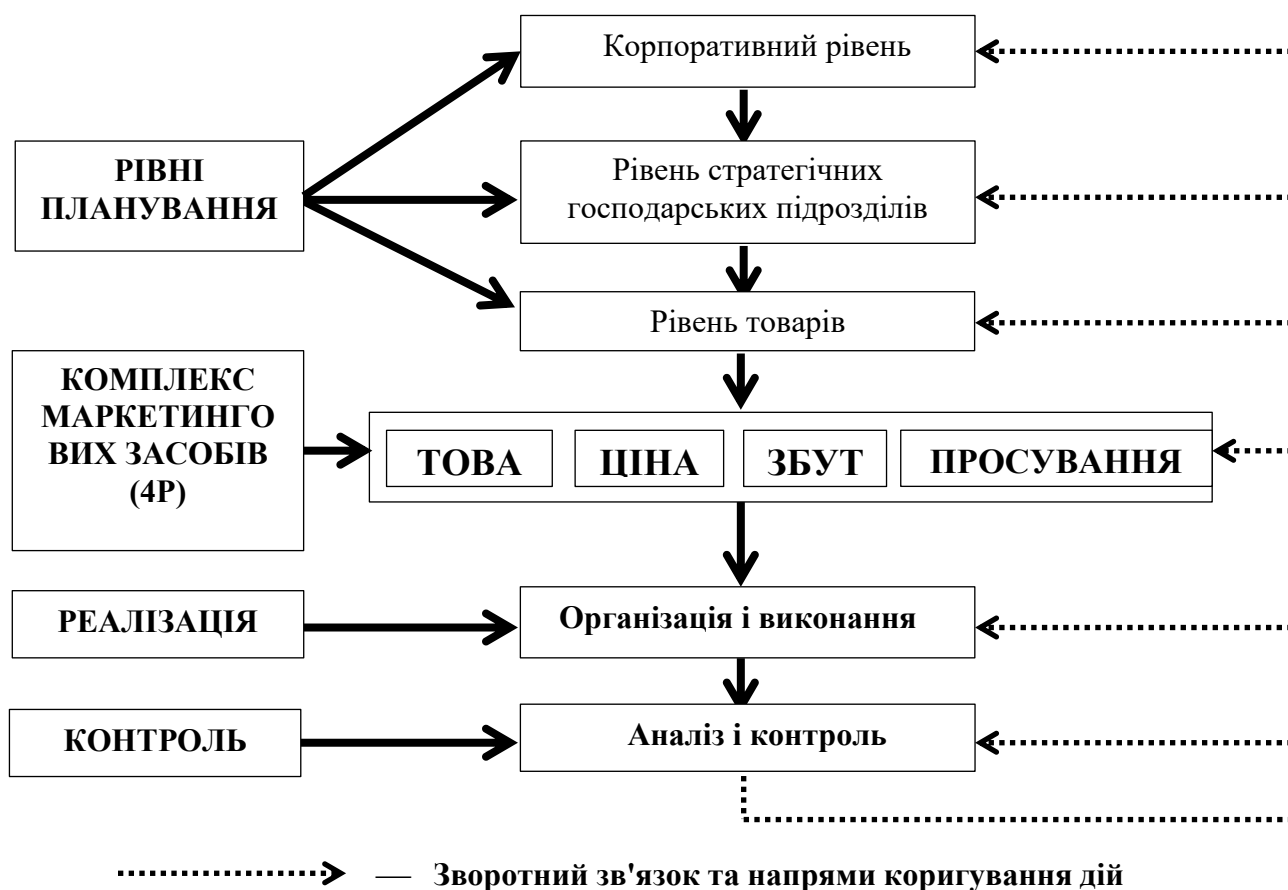 Корпоративний рівень
РІВНІ
ПЛАНУВАННЯ
Рівень стратегічних
господарських підрозділів
Рівень товарів
КОМПЛЕКС
МАРКЕТИНГО
ВИХ ЗАСОБІВ
(4Р)
ТОВА
ЦІНА
ЗБУТ
ПРОСУВАННЯ
РЕАЛІЗАЦІЯ
Організація і виконання
КОНТРОЛЬ
Аналіз і контроль
— Зворотний зв'язок та напрями коригування дій